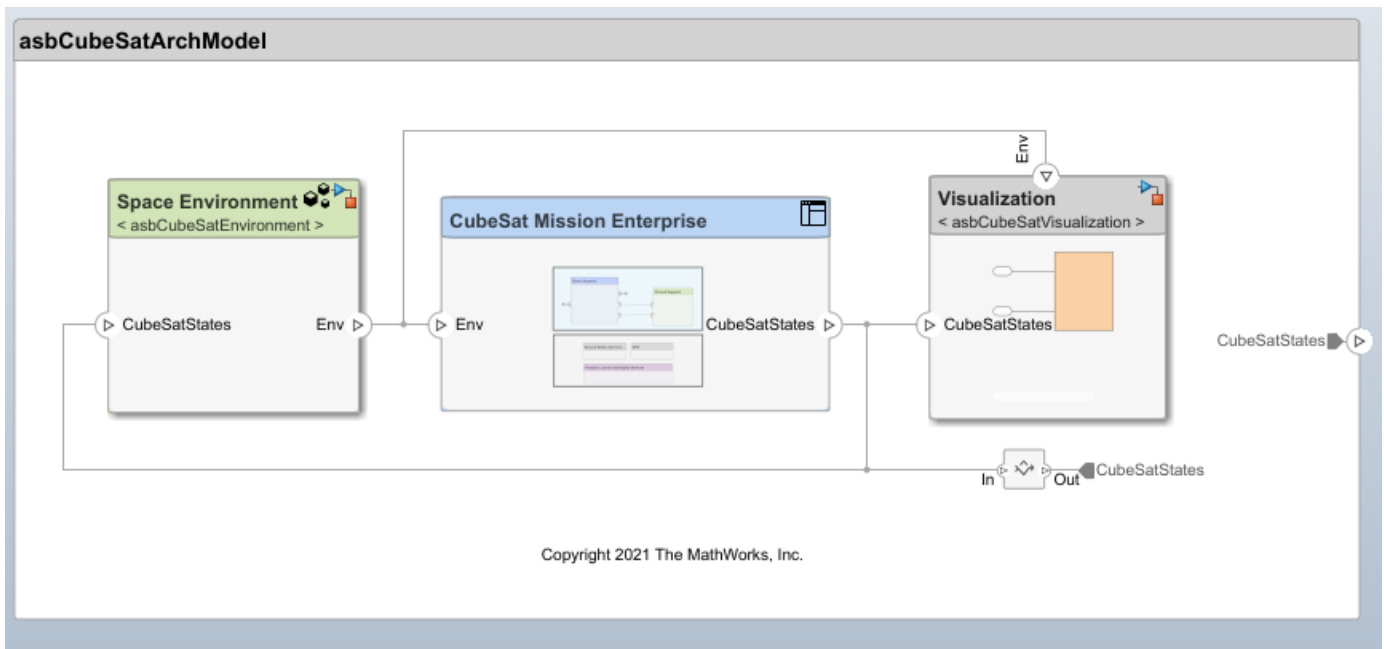 asbCubeSatArchModel
Env
Space Environment
< asbCubeSatEnvironment >
CubeSat Mission Enterprise
Visualization
< asbCubeSatVisualization >
CubeSatStates
Env
Env
CubeSatStates
CubeSatStates
CubeSatStates
In
Out
CubeSatStates
Copyright 2021 The MathWorks, Inc.